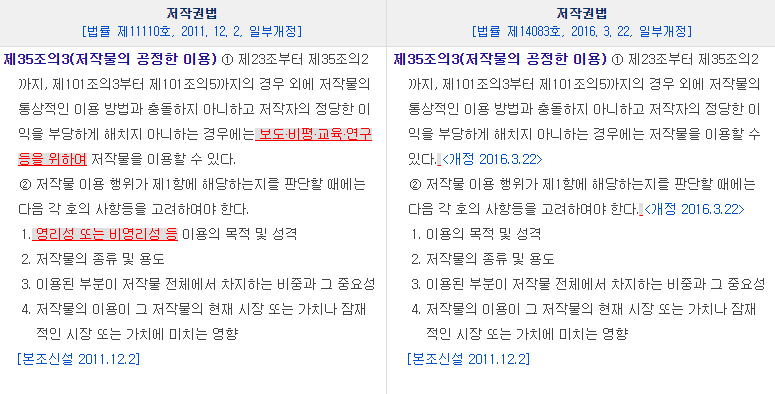 저작권법
[법률 제11110호, 2011. 12. 2, 일부개정]
제35조의3(저작물의 공정한 이용) ① 제23조부터 제35조의2
까지, 제101조의3부터 제101조의5까지의 경우 외에 저작물의
통상적인 이용 방법과 충돌하지 아니하고 저작자의 정당한 이
익을 부당하게 해치지 아니하는 경우에는 보도·비평·교육·연구
등을 위하여 저작물을 이용할 수 있다.
② 저작물 이용 행위가 제1항에 해당하는지를 판단할 때에는
다음 각 호의 사항등을 고려하여야 한다.
1. 영리성 또는 비영리성 등 이용의 목적 및 성격
2. 저작물의 종류 및 용도
3. 이용된 부분이 저작물 전체에서 차지하는 비중과 그 중요성
4. 저작물의 이용이 그 저작물의 현재 시장 또는 가치나 잠재
적인 시장 또는 가치에 미치는 영향
[본조신설 2011.12.2]
저작권법
[법률 제14083호, 2016. 3. 22, 일부개정]
제35조의3(저작물의 공정한 이용) ① 제23조부터 제35조의2
까지, 제101조의3부터 제101조의5까지의 경우 외에 저작물의
통상적인 이용 방법과 충돌하지 아니하고 저작자의 정당한 이
익을 부당하게 해치지 아니하는 경우에는 저작물을 이용할 수
있다. <개정 2016.3.22>
② 저작물 이용 행위가 제1항에 해당하는지를 판단할 때에는
다음 각 호의 사항등을 고려하여야 한다. <개정 2016.3.22>
1. 이용의 목적 및 성격
2. 저작물의 종류 및 용도
3. 이용된 부분이 저작물 전체에서 차지하는 비중과 그 중요성
4. 저작물의 이용이 그 저작물의 현재 시장 또는 가치나 잠재
적인 시장 또는 가치에 미치는 영향
[본조신설 2011.12.2]